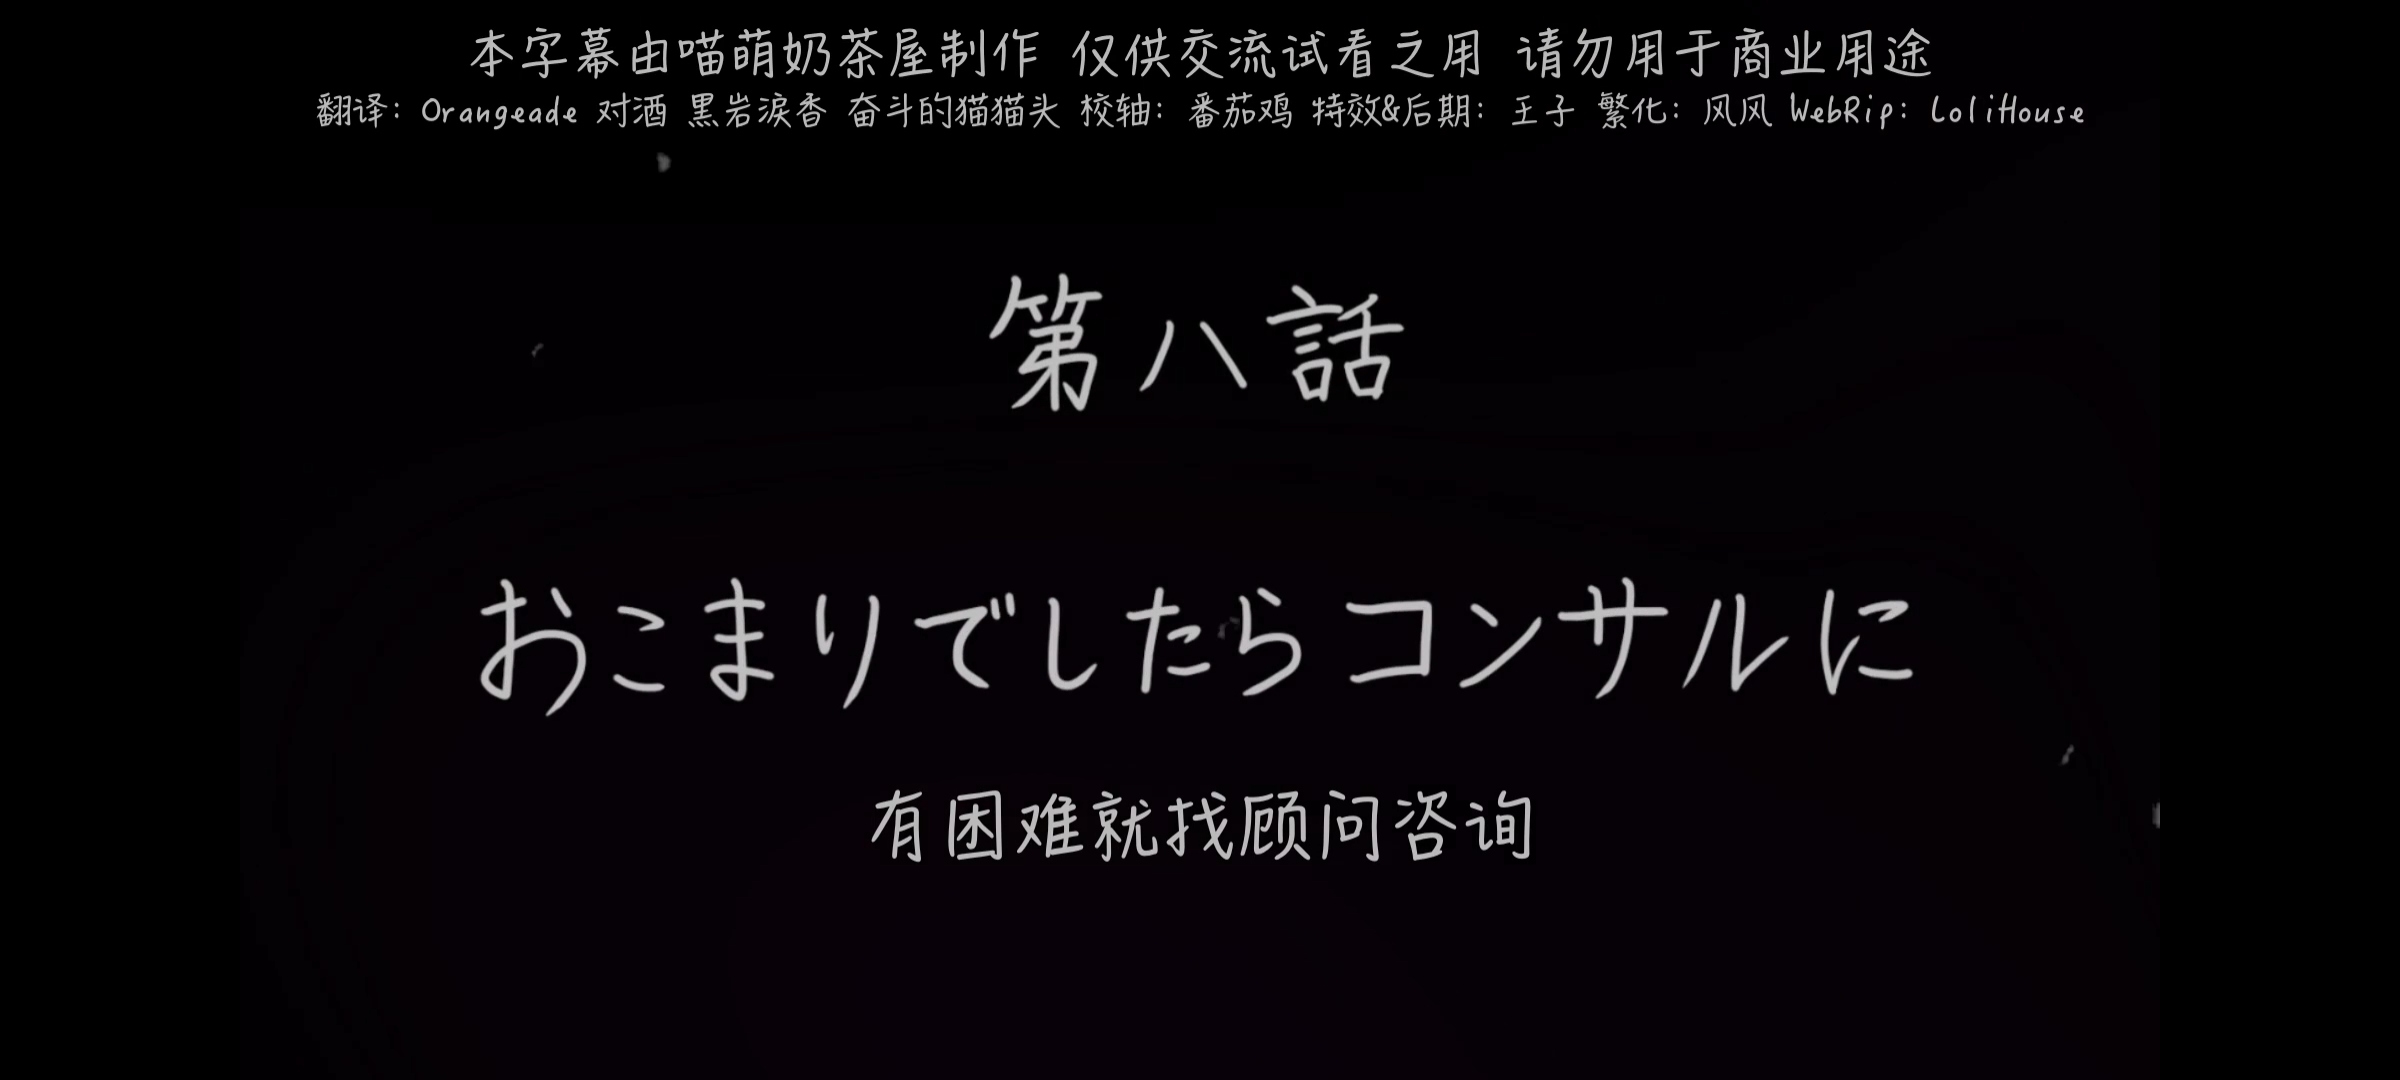 本字幕由喵萌奶茶屋制作 仅供交流试看之用 请勿用于商业用途
翻译：Orangeade 对酒 黑岩涙香 奋斗的猫猫头 校轴：番茄鸡 特效&后期：王子 繁化：风风 WebRip：LoliHouse
第八話
おこまりでしたらコンサルに
有困难就找顾问咨询